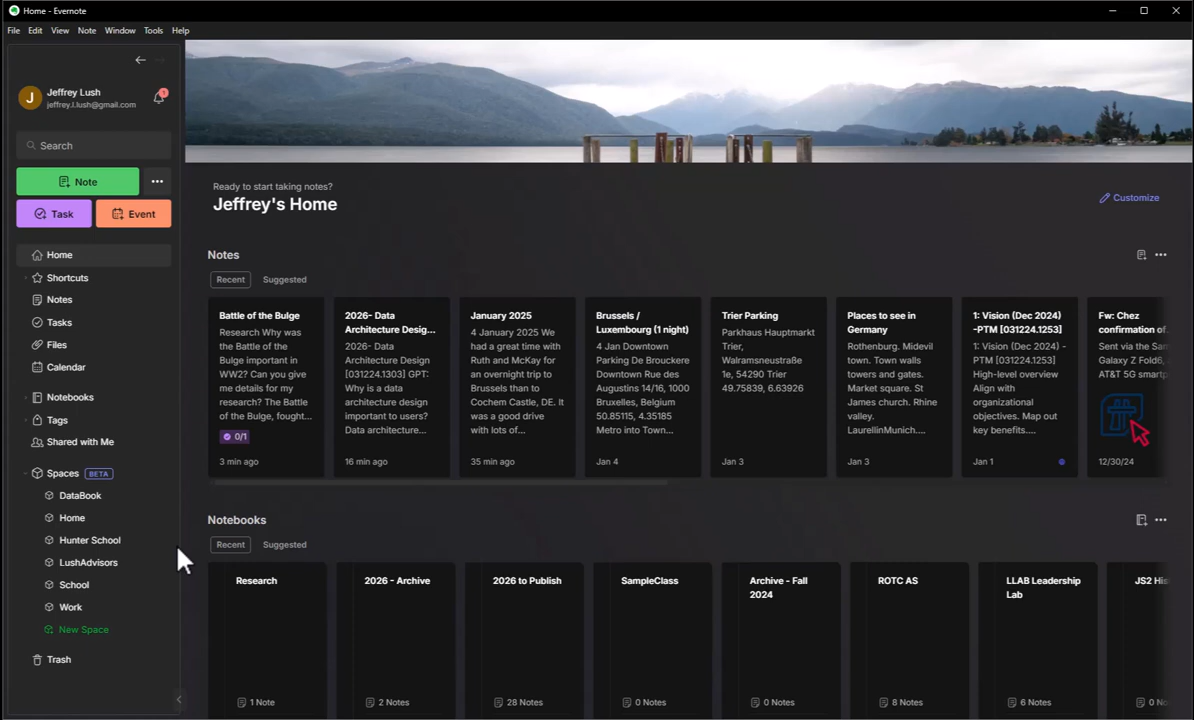 Home - Evernote
File Edit View Note Window Tools Help
J
Jeffrey Lush
jeffrey.l.lush@gmail.com
1
Search
Note
Task
Event
Home
Shortcuts
Notes
Tasks
Files
Calendar
Notebooks
Tags
Shared with Me
Spaces BETA
DataBook
Home
Hunter School
LushAdvisors
School
Work
New Space
Trash
Ready to start taking notes?
Jeffrey's Home
Customize
Notes
Recent Suggested
Battle of the Bulge
Research Why was
the Battle of the
Bulge important in
WW2? Can you give
me details for my
research? The Battle
of the Bulge, fought...
0/1
3 min ago
2026- Data
Architecture Desig...
2026- Data
Architecture Design
[031224.1303] GPT:
Why is a data
architecture design
important to users?
Data architecture...
16 min ago
January 2025
4 January 2025 We
had a great time with
Ruth and McKay for
an overnight trip to
Brussels than to
Cochem Castle, DE. It
was a good drive
with lots of...
35 min ago
Brussels /
Luxembourg (1 night)
4 Jan Downtown
Parking De Brouckere
Downtown Rue des
Augustins 14/16, 1000
Bruxelles, Belgium
50.85115, 4.35185
Metro into Town...
Jan 4
Trier Parking
Parkhaus Hauptmarkt
Trier,
Walramsneustraße
1e, 54290 Trier
49.75839, 6.63926
Jan 3
Places to see in
Germany
Rothenburg. Midevil
town. Town walls
towers and gates.
Market square. St
James church. Rhine
valley.
LaurellinMunich....
Jan 3
1: Vision (Dec 2024)
-PTM [031224.1253]
1: Vision (Dec 2024) -
PTM [031224.1253]
High-level overview
Align with
organizational
objectives. Map out
key benefits....
Jan 1
Fw: Chez
confirmation of
Sent via the Sam
Galaxy Z Fold6,
AT&T 5G smartp
12/30/24
Notebooks
Recent Suggested
Research
1 Note
2026 - Archive
2 Notes
2026 to Publish
28 Notes
SampleClass
0 Notes
Archive - Fall
2024
0 Notes
ROTC AS
8 Notes
LLAB Leadership
Lab
6 Notes
JS2 His
0 No